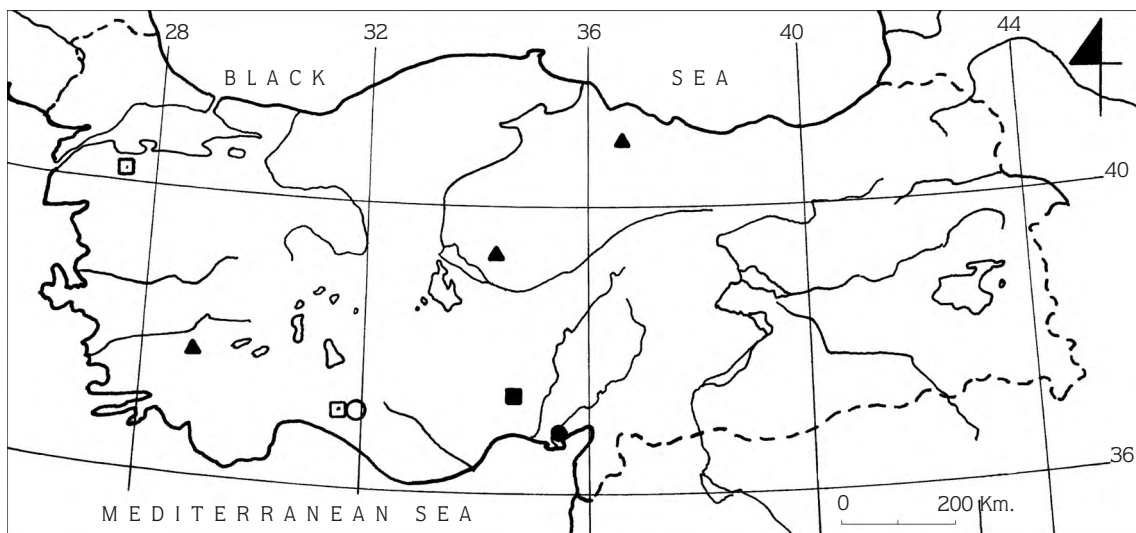 28 32 36 40 44
BLACK SEA
40
36
0 200 Km.
MEDITERRANEAN SEA